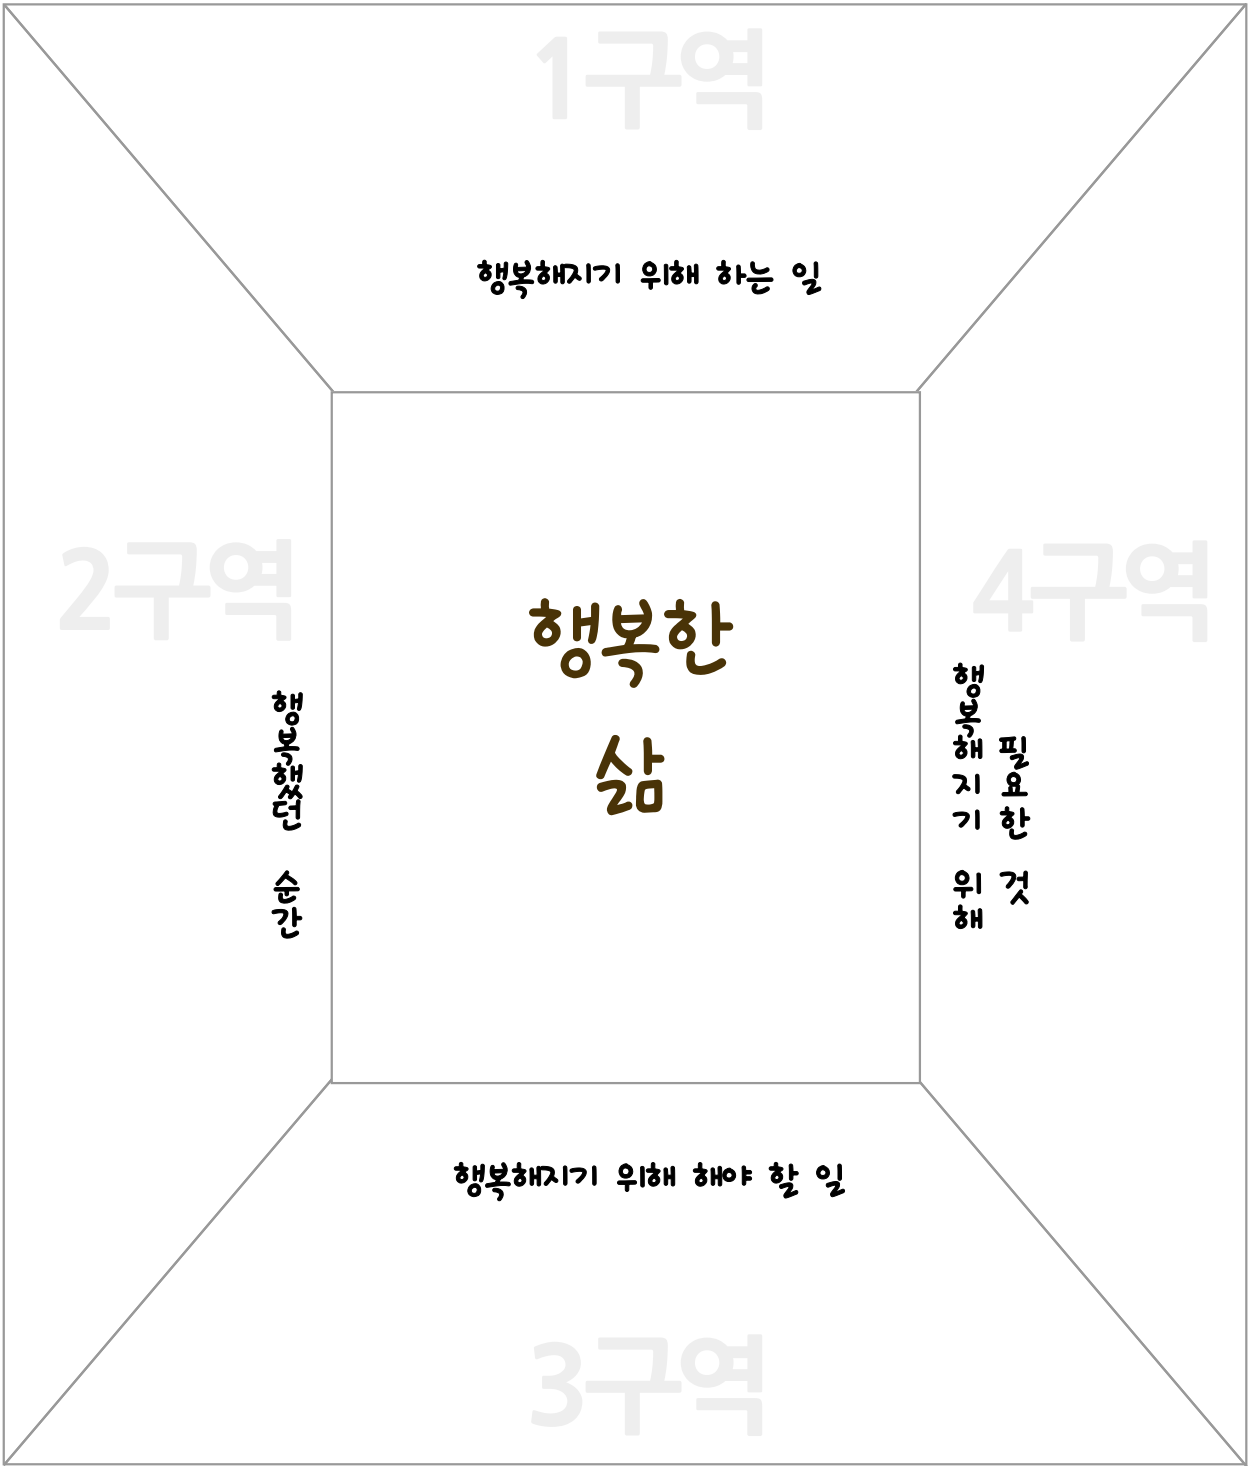 1구역
행복해지기 위해 하는 일
2구역
행복했던 순간
행복한
삶
4구역
행복해지기 위해
필요한 것
행복해지기 위해 해야 할 일
3구역